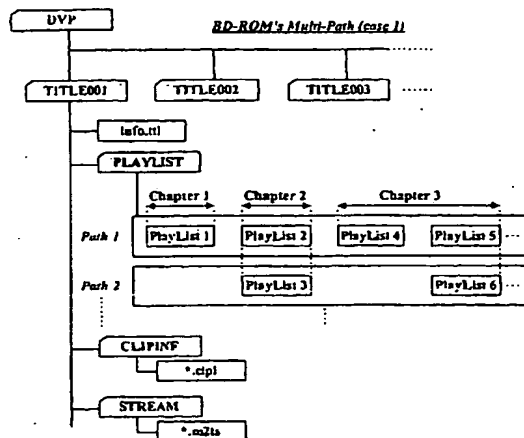 DVP
BD-ROM's Multi-Path (case 1)
TITLE001 TITLE002 TITLE003
info.ttl
PLAYLIST
Chapter 1 Chapter 2 Chapter 3
Path 1 PlayList 1 PlayList 2 PlayList 4 PlayList 5
Path 2 PlayList 3 PlayList 6
CLIPINF
*.clpi
STREAM
*.m2ts